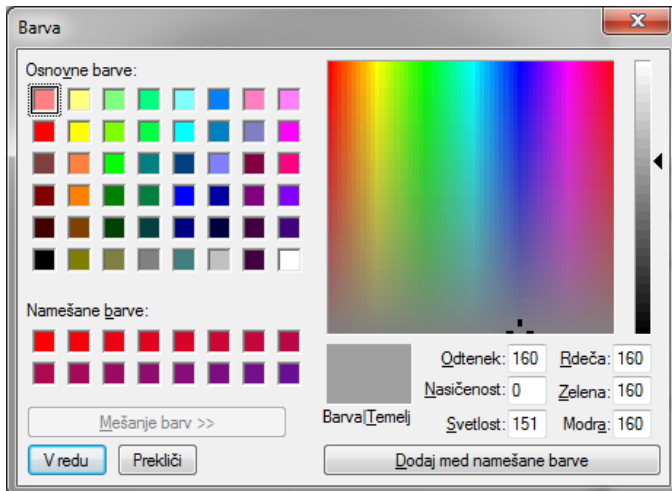 Barva
Osnovne barve:
Namešane barve:
Mešanje barv >>
V redu
Prekliči
Barva|Temelj
Odtenek: 160
Nasičenost: 0
Svetlost: 151
Rdeča: 160
Zelena: 160
Modra: 160
Dodaj med namešane barve